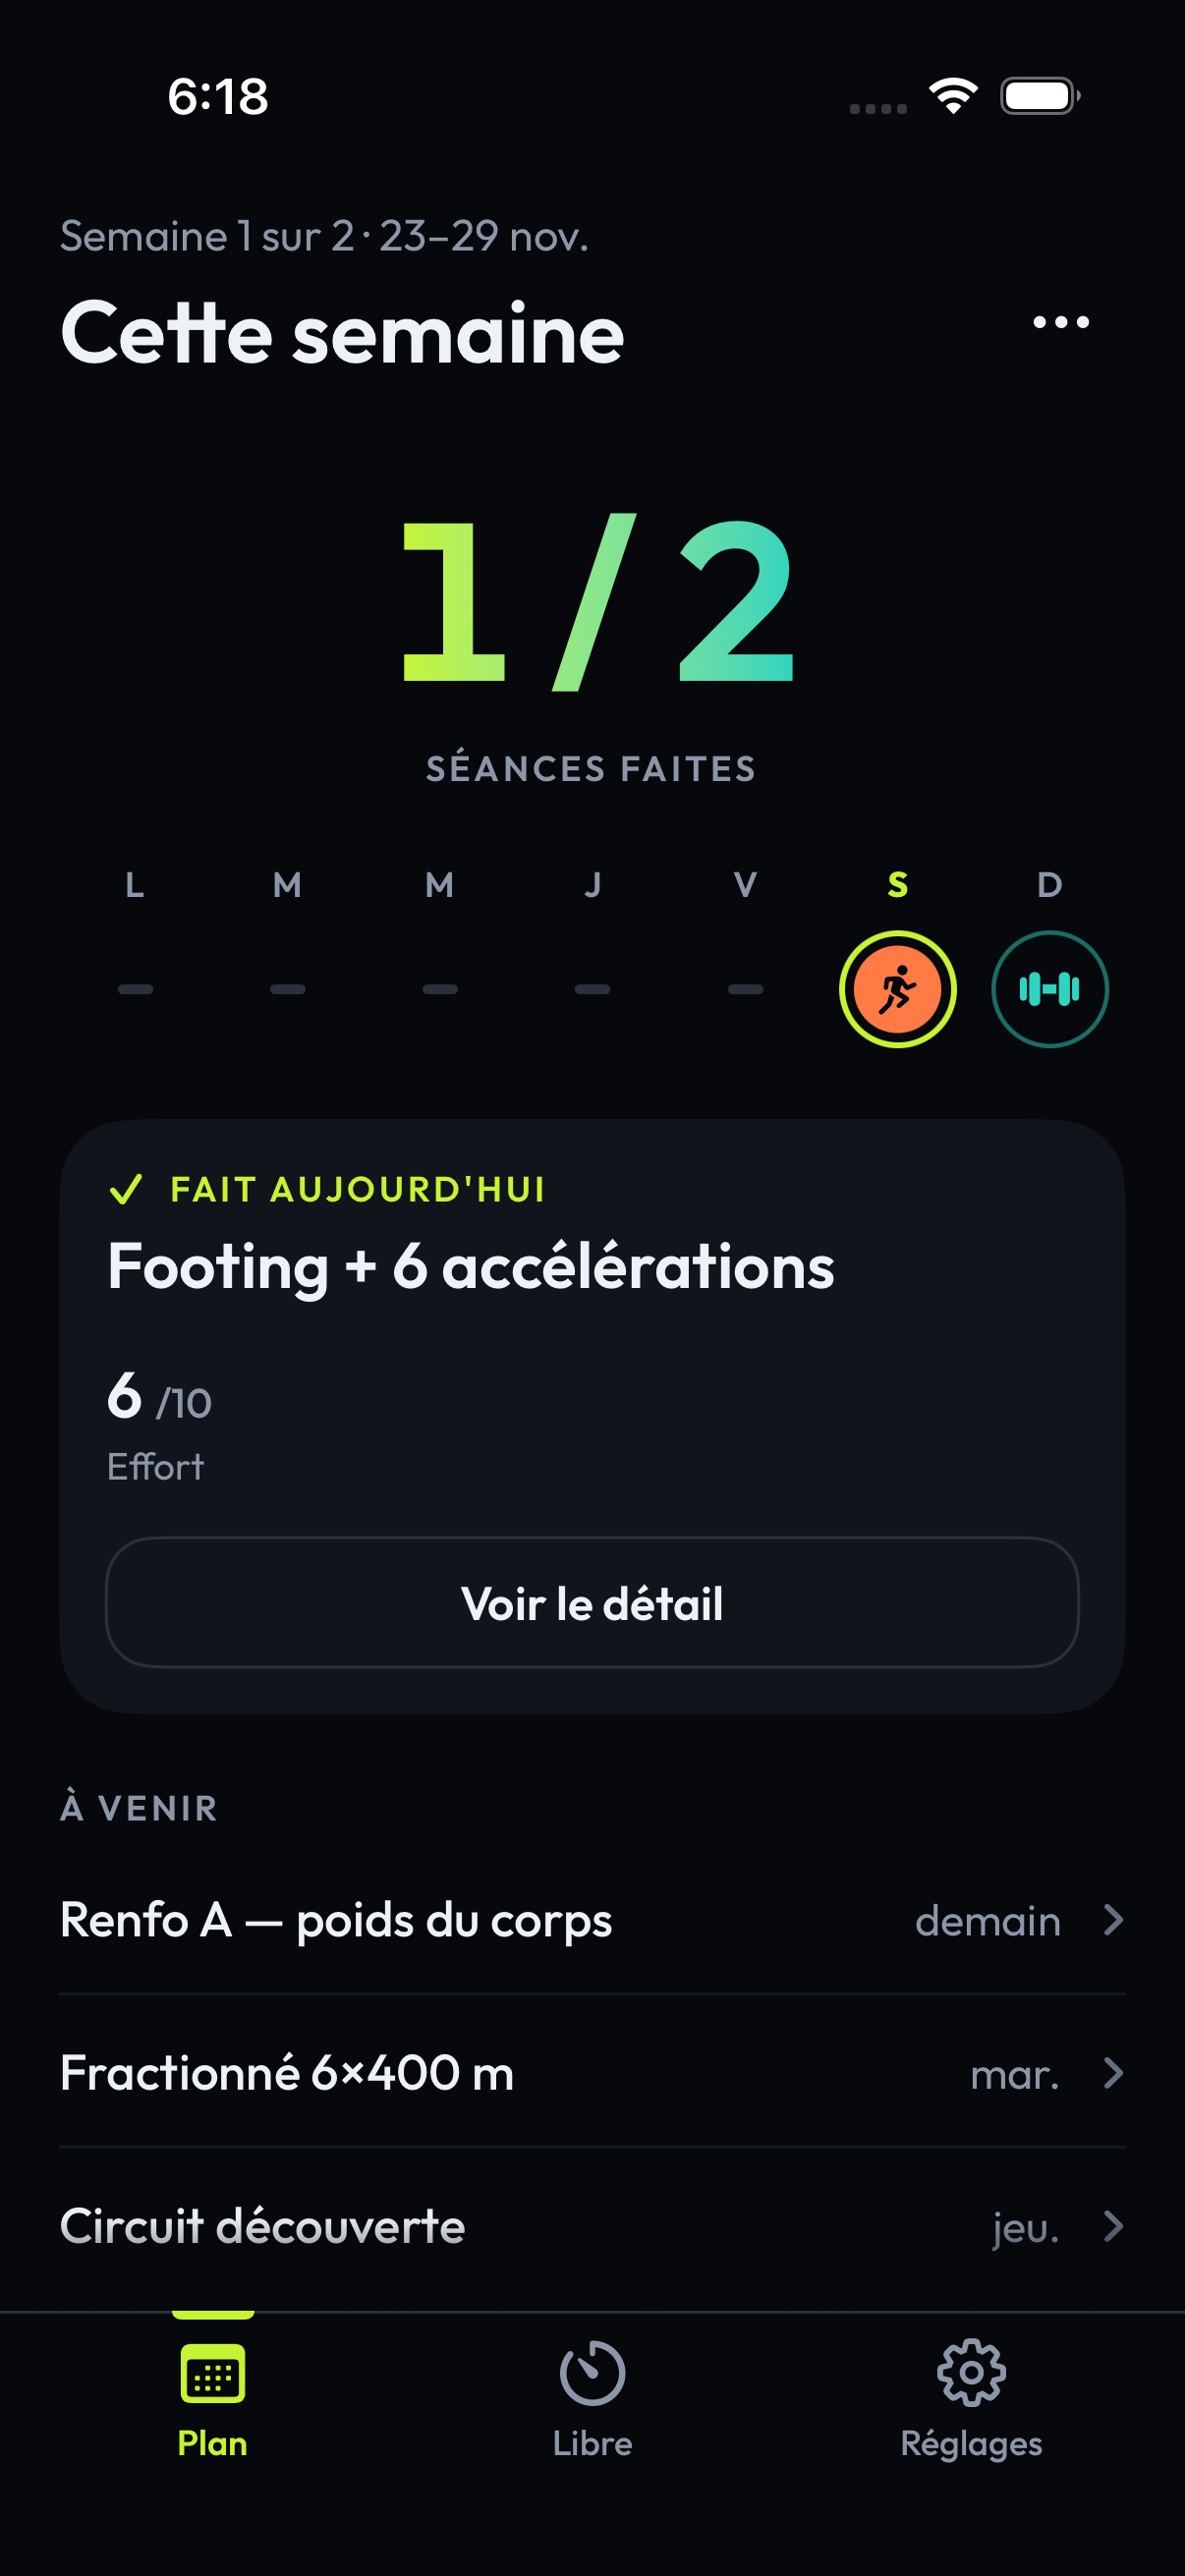 6:18
Semaine 1 sur 2 · 23–29 nov.
Cette semaine
1/2
SÉANCES FAITES
L M M J V S D
FAIT AUJOURD'HUI
Footing + 6 accélérations
6 /10
Effort
Voir le détail
À VENIR
Renfo A — poids du corps demain
Fractionné 6×400 m mar.
Circuit découverte jeu.
Plan Libre Réglages